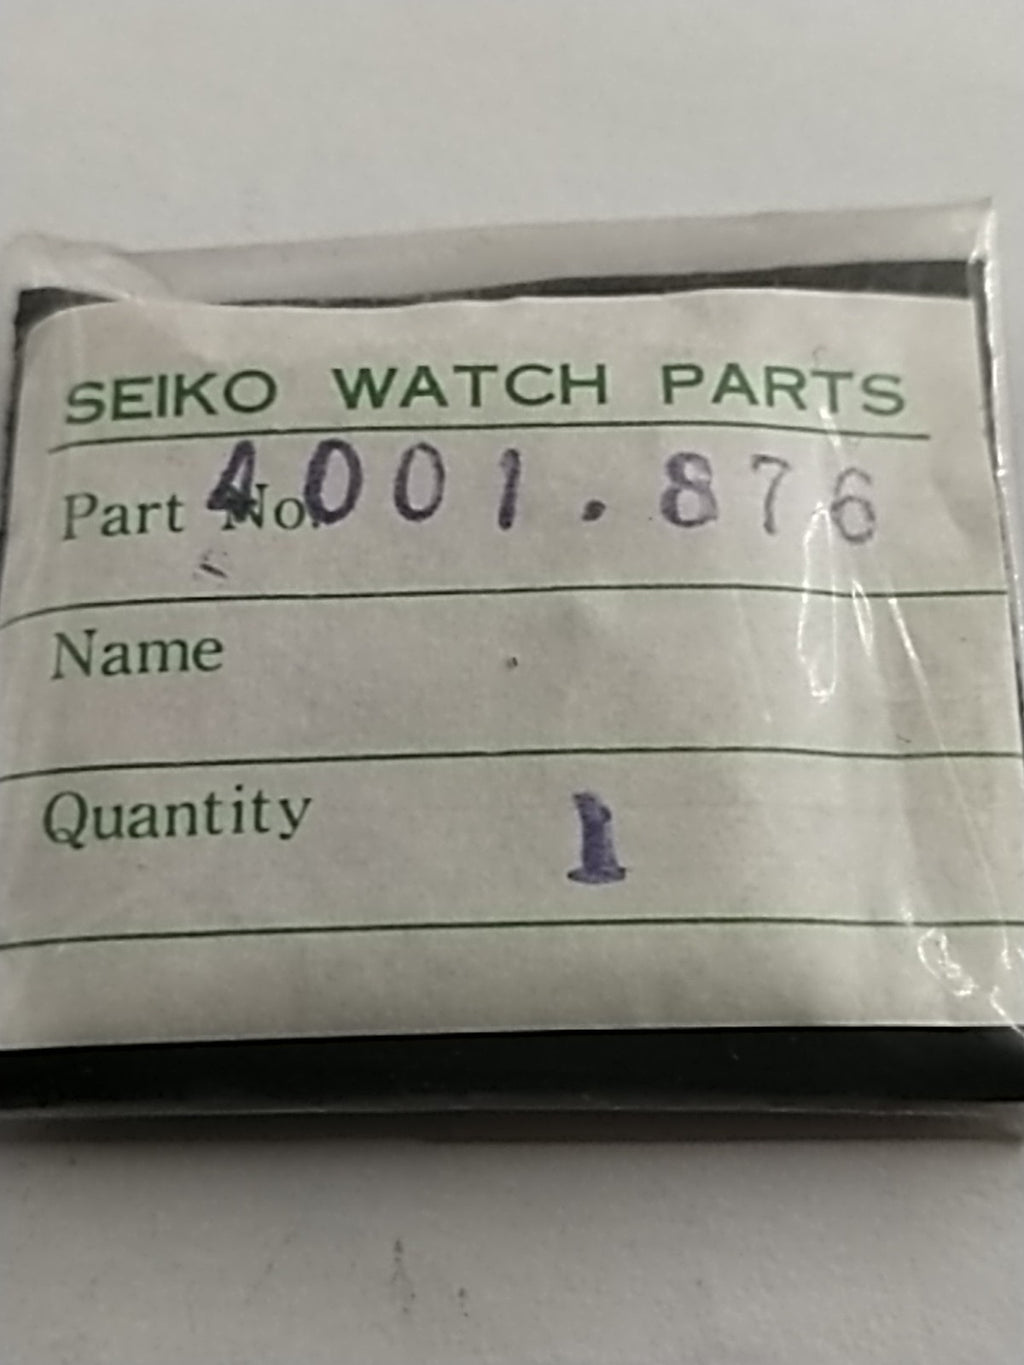 SEIKO WATCH PARTS
Part No. 4001.876
Name
Quantity 1